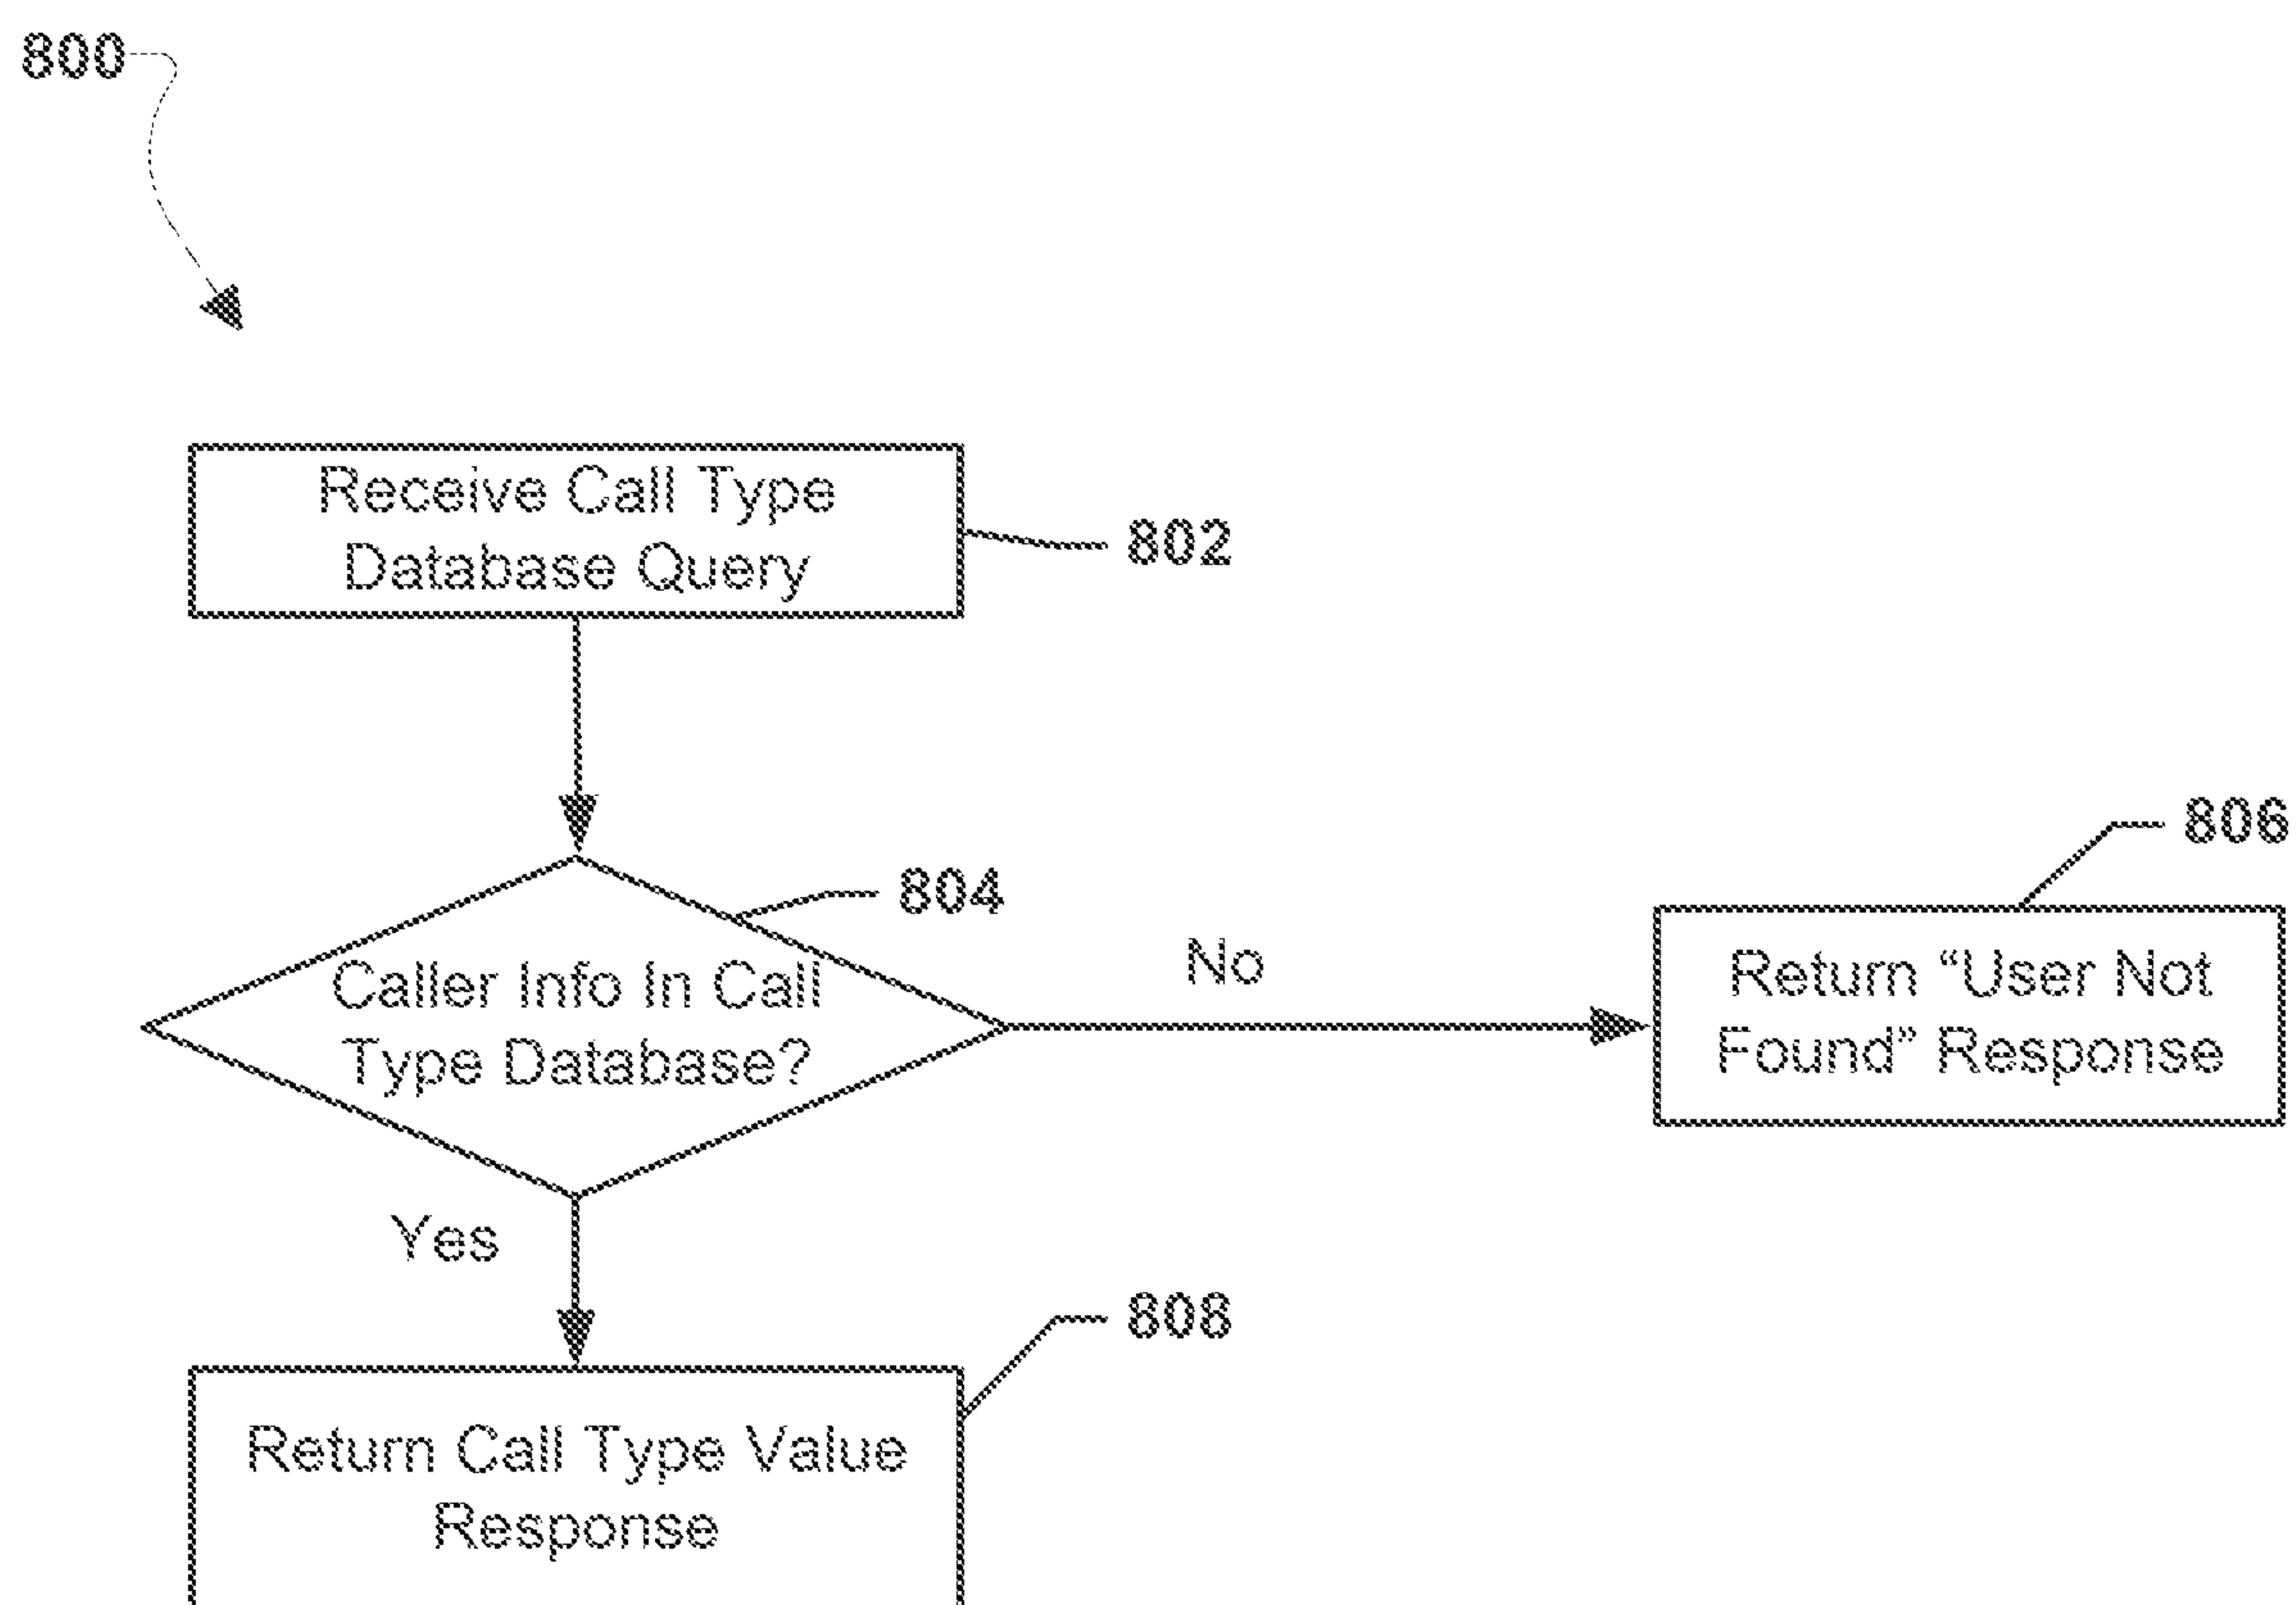 800
Receive Call Type
Database Query
802
804
Caller Info In Call
Type Database?
No
806
Return “User Not
Found” Response
Yes
808
Return Call Type Value
Response